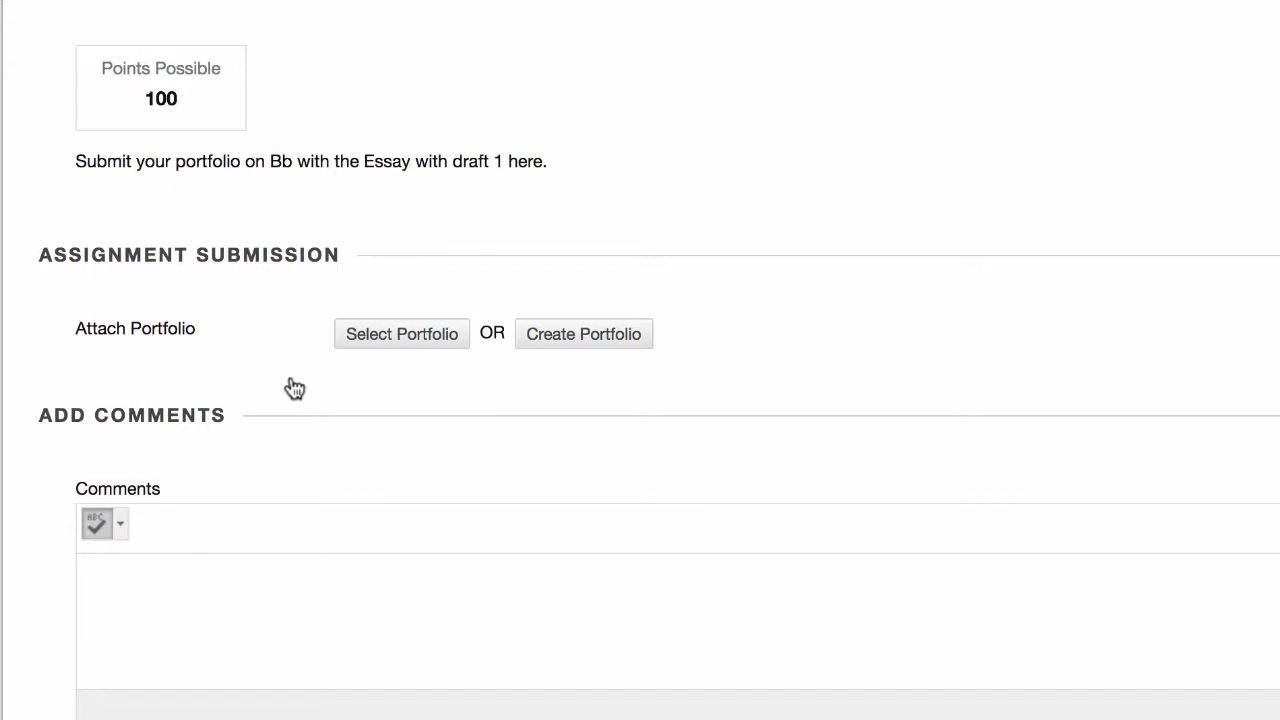 Points Possible
100
Submit your portfolio on Bb with the Essay with draft 1 here.
ASSIGNMENT SUBMISSION
Attach Portfolio Select Portfolio OR Create Portfolio
ADD COMMENTS
Comments
ABC